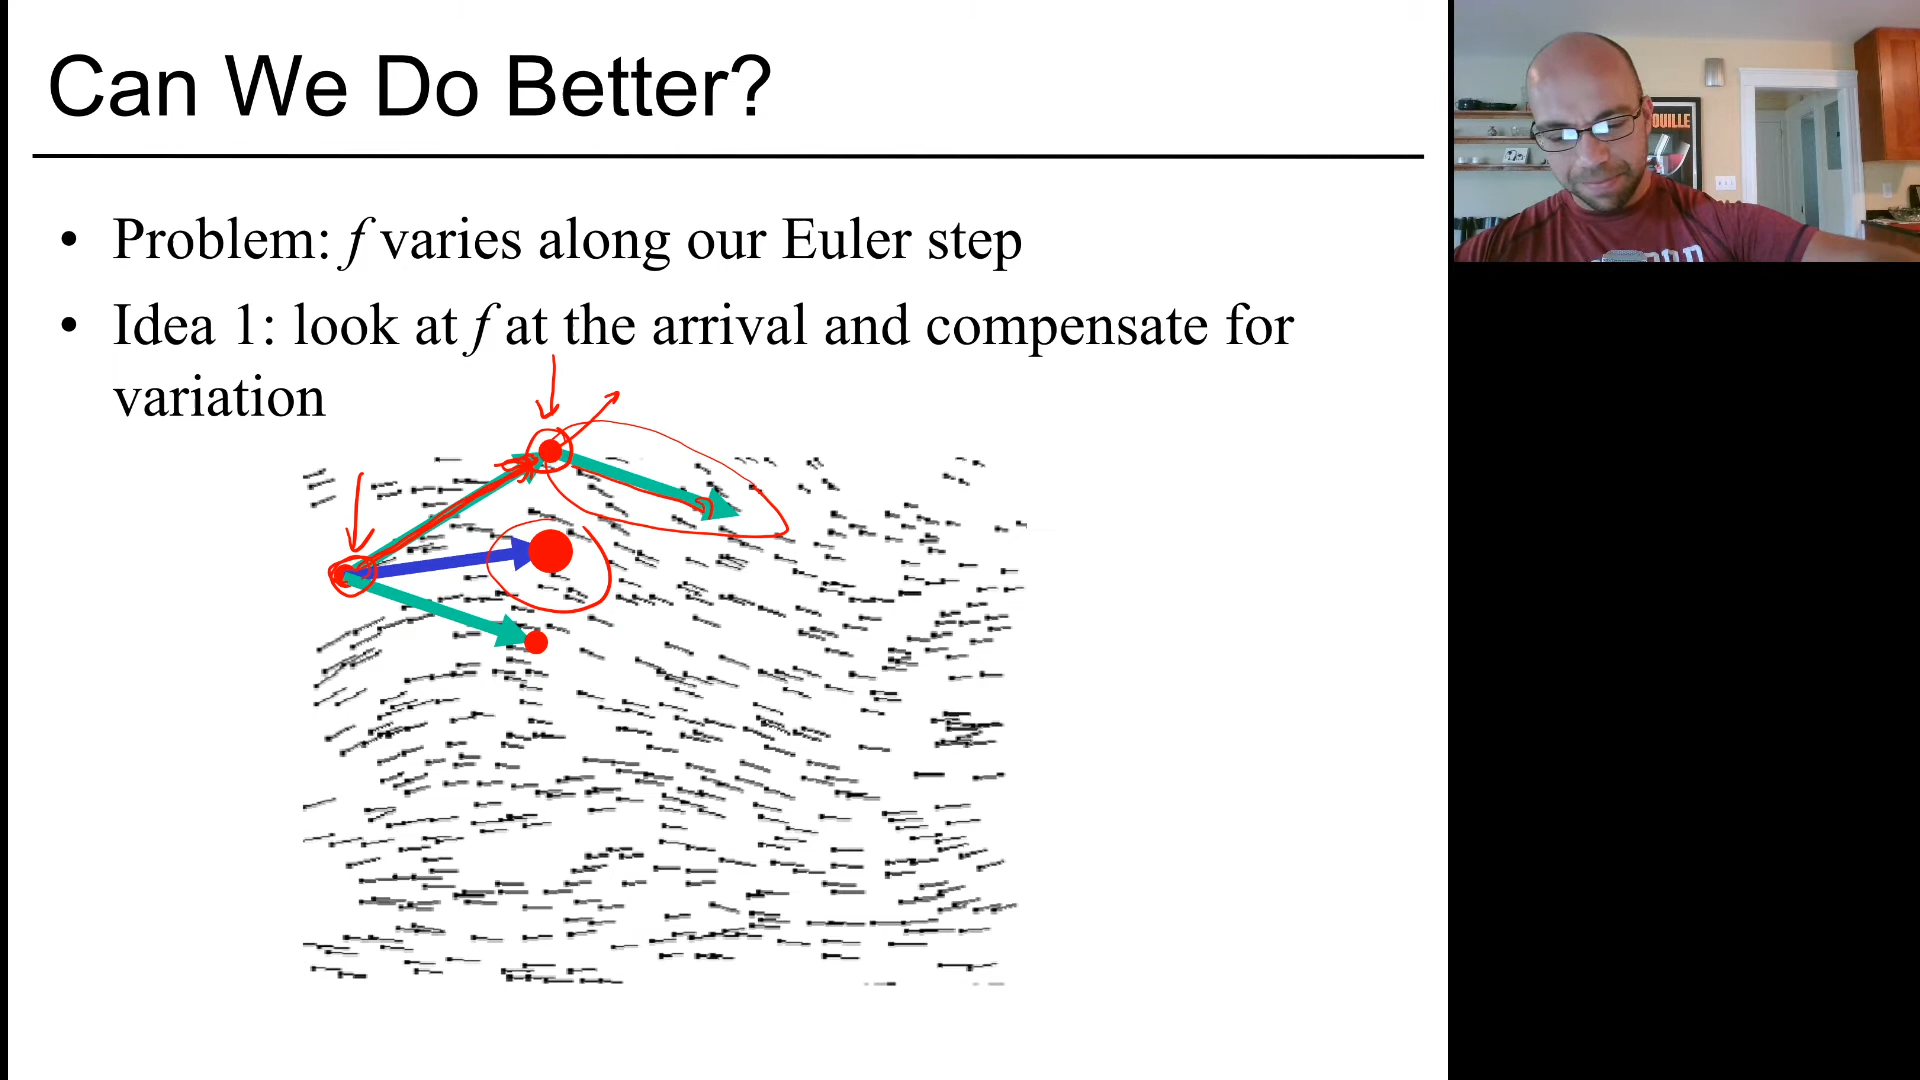 Can We Do Better?
• Problem: f varies along our Euler step
• Idea 1: look at f at the arrival and compensate for
variation